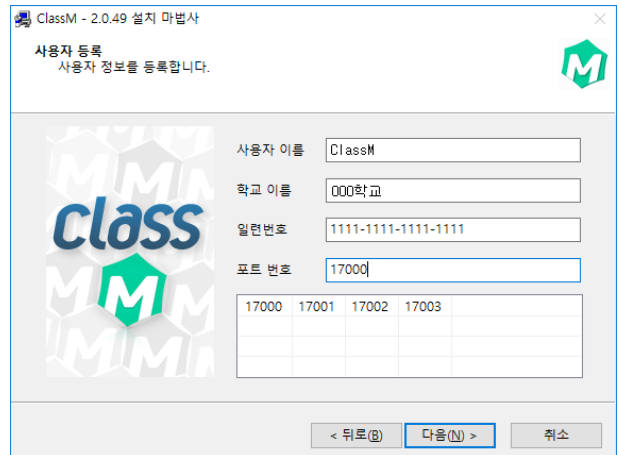 ClassM - 2.0.49 설치 마법사
사용자 등록
사용자 정보를 등록합니다.
M
사용자 이름 ClassM
학교 이름 000학교
일련번호 1111-1111-1111-1111
포트 번호 17000
17000 17001 17002 17003
class
M
< 뒤로(B) 다음(N) > 취소